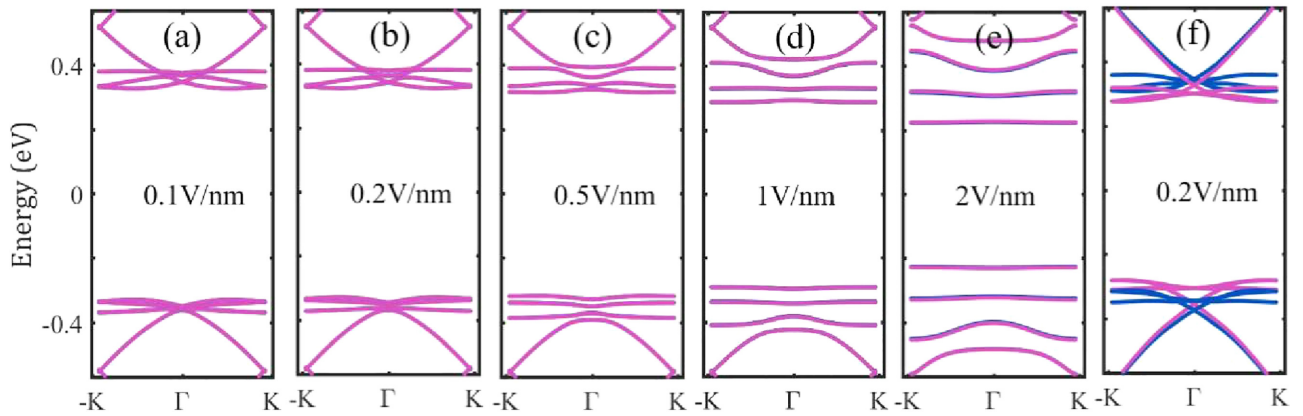 (a) (b) (c) (d) (e) (f)
Energy (eV)
0.4
0
-0.4
0.1V/nm 0.2V/nm 0.5V/nm 1V/nm 2V/nm 0.2V/nm
-K Γ K -K Γ K -K Γ K -K Γ K -K Γ K -K Γ K